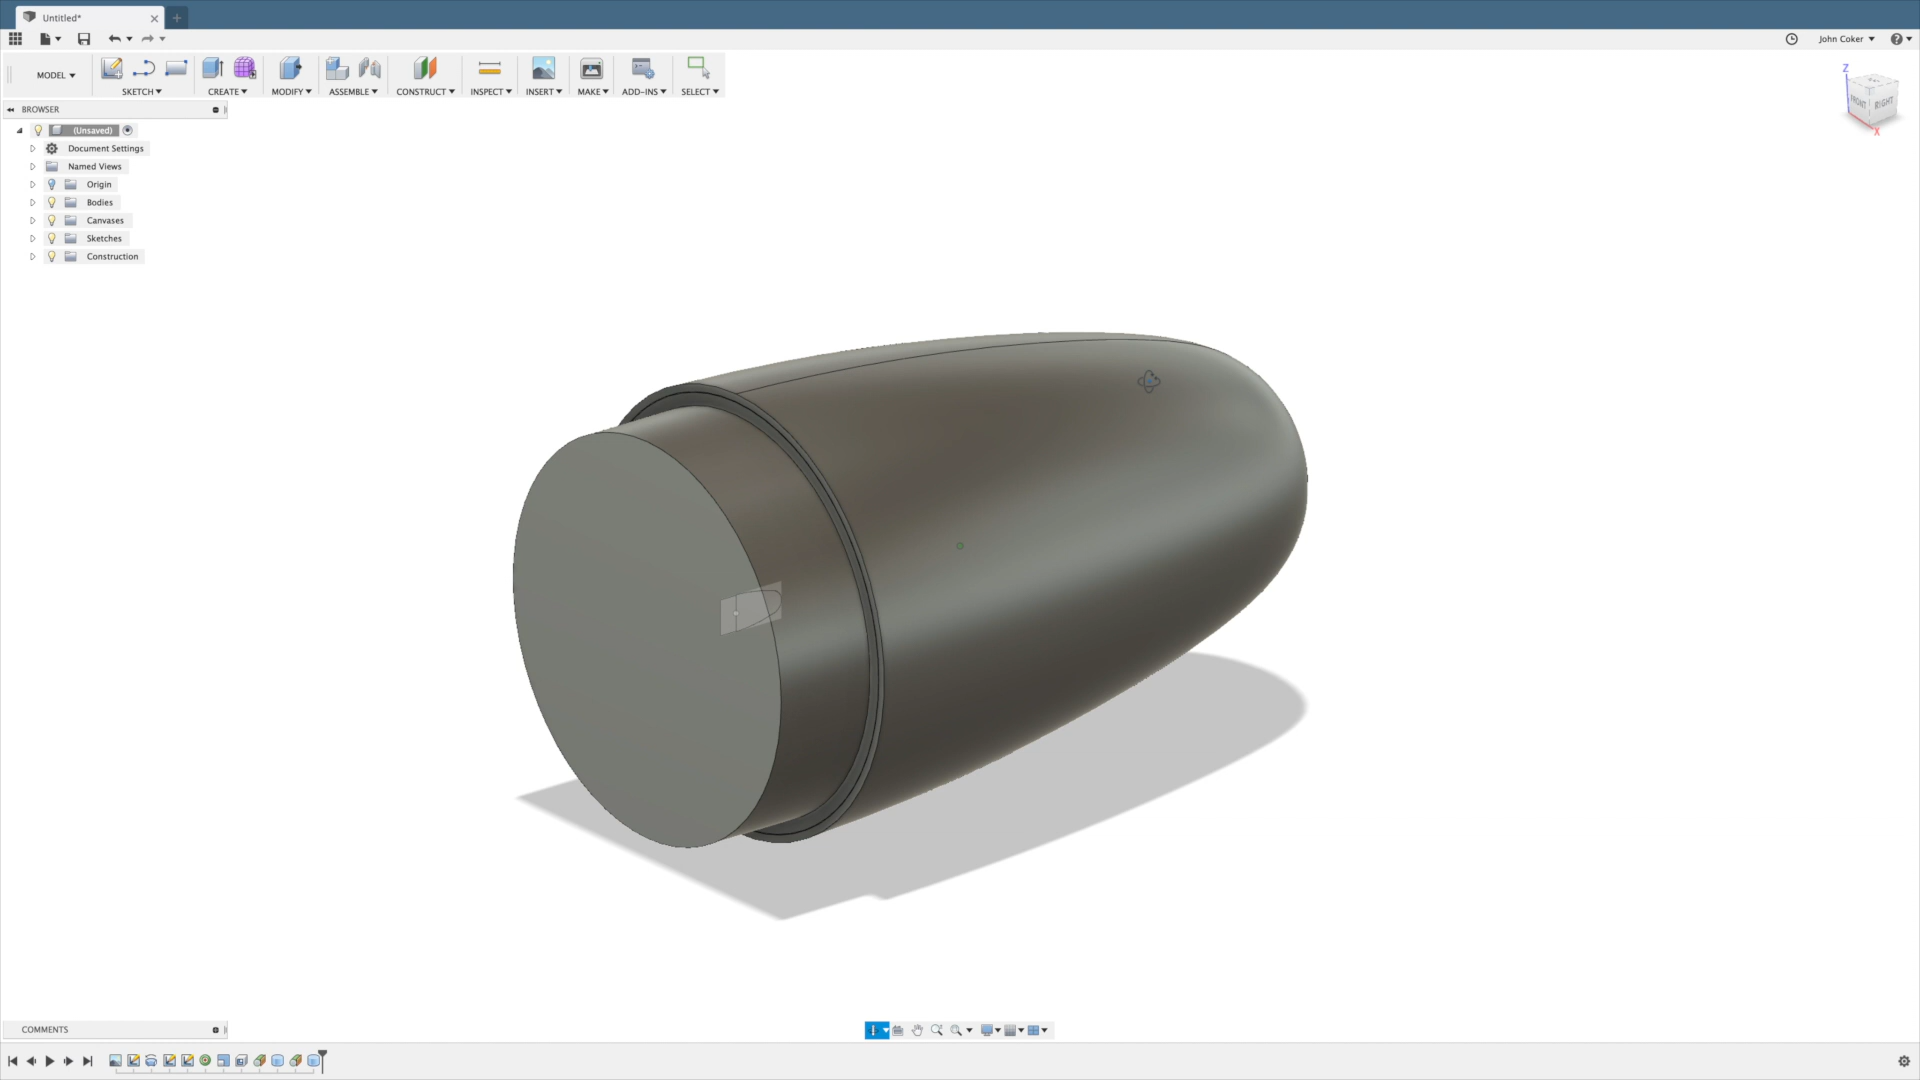 Untitled*
John Coker
MODEL
SKETCH
CREATE
MODIFY
ASSEMBLE
CONSTRUCT
INSPECT
INSERT
MAKE
ADD-INS
SELECT
Z
FRONT
RIGHT
X
BROWSER
(Unsaved)
Document Settings
Named Views
Origin
Bodies
Canvases
Sketches
Construction
COMMENTS